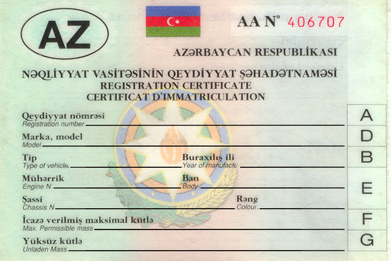 AZ
AA N° 406707
AZƏRBAYCAN RESPUBLİKASI
NƏQLİYYAT VASİTƏSİNİN QEYDİYYAT ŞƏHADƏTNAMƏSİ
REGISTRATION CERTIFICATE
CERTIFICAT D'IMMATRICULATION
Qeydiyyat nömrəsi
Registration number
A
Marka, model
Model
D
Tip Buraxılış ili
Type of vehicle Year of manufacture
B
Mühərrik Ban
Engine N Body
E
Şassi Rəng
Chassis N Colour
İcazə verilmiş maksimal kütlə
Max. Permissible mass
F
Yüksüz kütlə
Unladen Mass
G